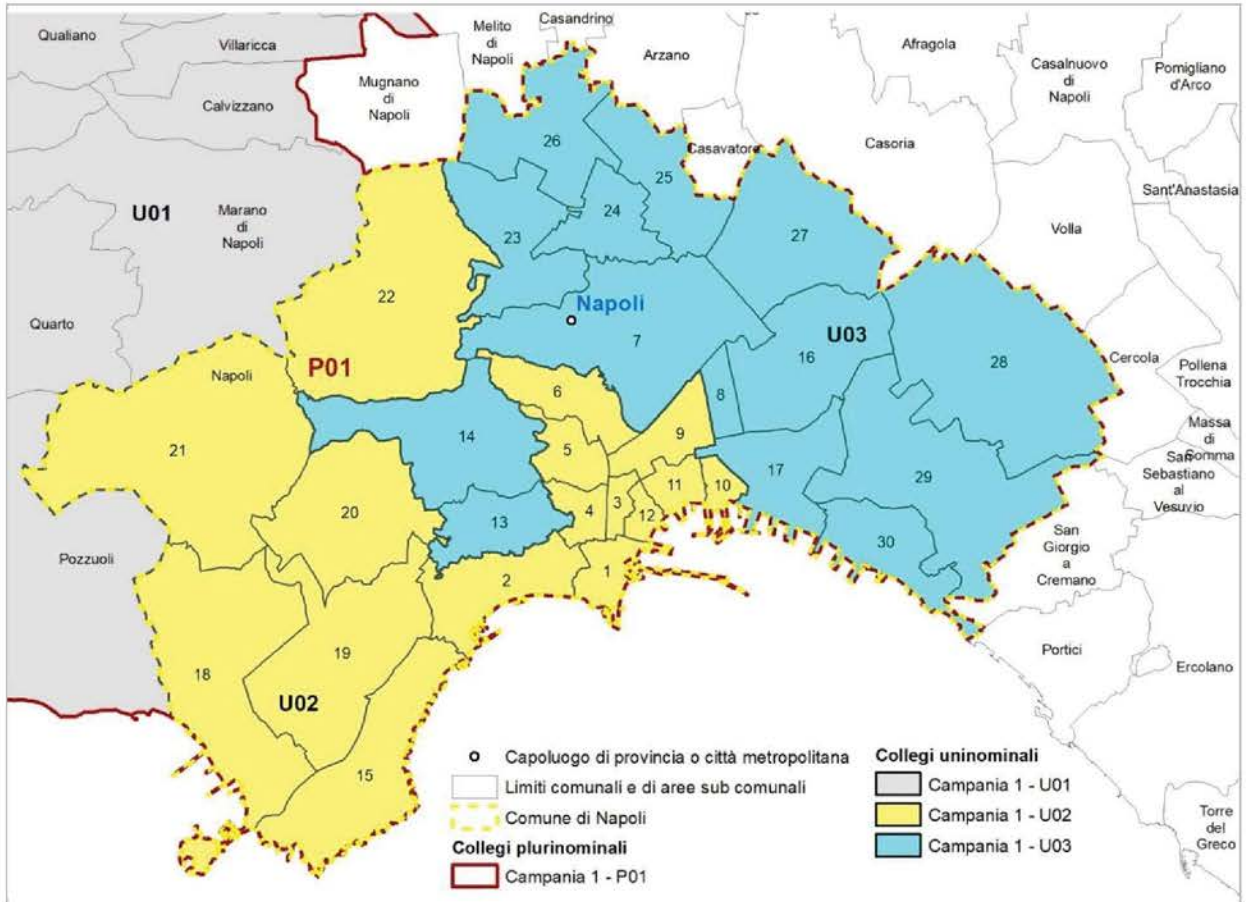 Qualiano
Villaricca
Melito
di
Napoli
Casandrino
Arzano
Afragola
Casalnuovo
di
Napoli
Pomigliano
d'Arco
Mugnano
di
Napoli
Calvizzano
Casavatore
Casoria
Sant'Anastasia
U01
Marano
di
Napoli
Volla
26
25
24
23
27
22
Napoli
7
16
U03
28
Quarto
Napoli
P01
Cercola
Pollena
Trocchia
Massa
di
Somma
San
Sebastiano
al
Vesuvio
6
8
9
14
5
21
17
29
11
10
4
3
12
20
13
30
San
Giorgio
a
Cremano
Pozzuoli
2
1
Portici
Ercolano
18
19
U02
15
Torre
del
Greco
Capoluogo di provincia o città metropolitana
Limiti comunali e di aree sub comunali
Comune di Napoli
Collegi plurinominali
Campania 1 - P01
Collegi uninominali
Campania 1 - U01
Campania 1 - U02
Campania 1 - U03